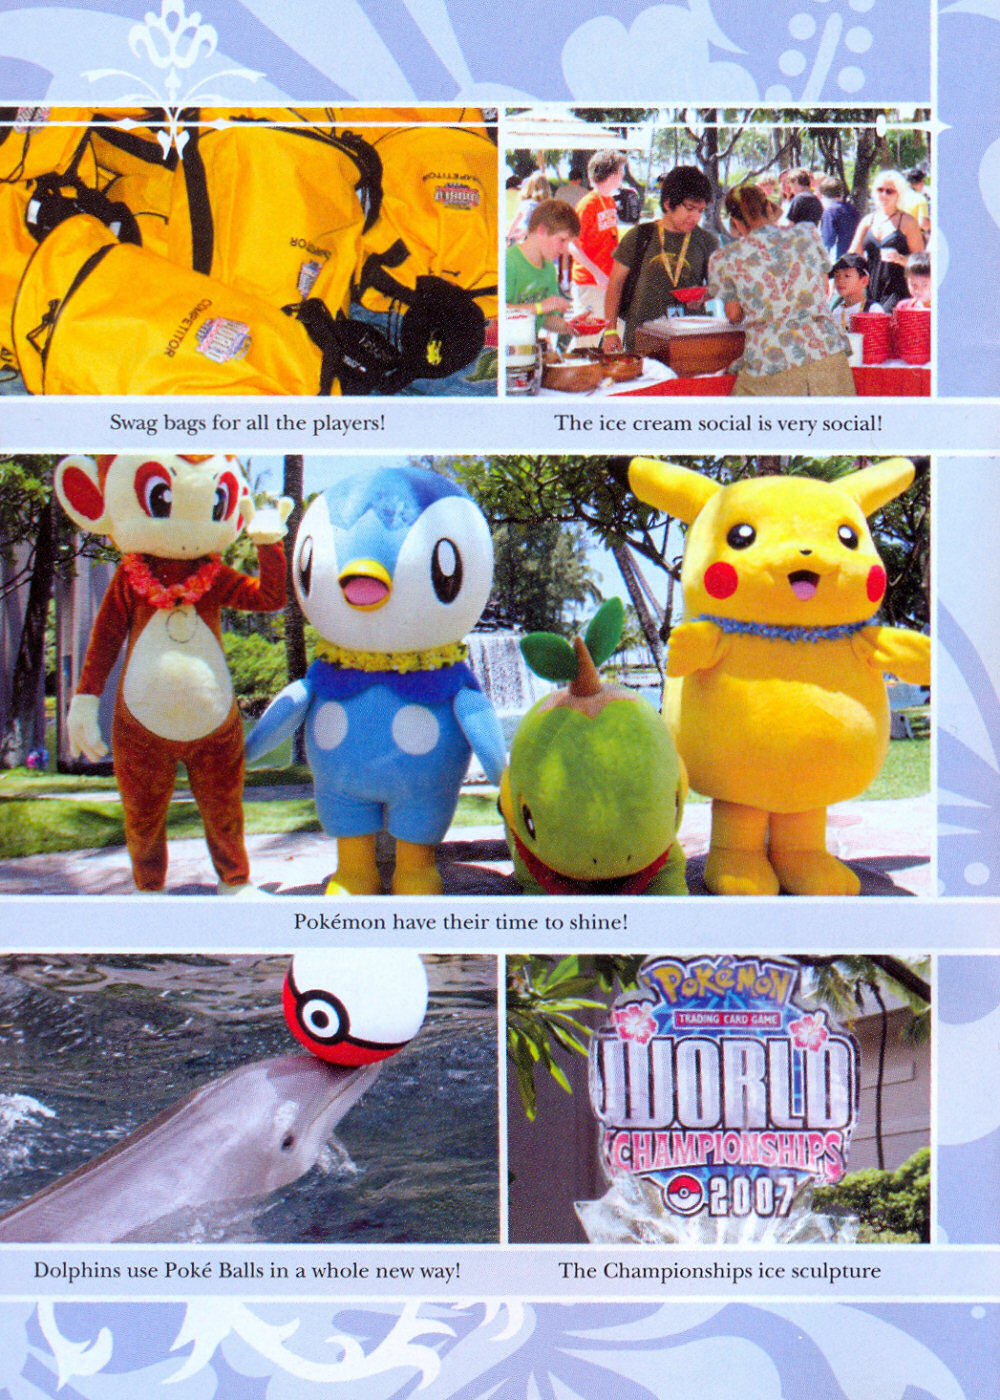 COMPETITOR
COMPETITOR
COMPETITOR
Swag bags for all the players!
The ice cream social is very social!
Pokémon have their time to shine!
POKéMON
TRADING CARD GAME
WORLD
CHAMPIONSHIPS
2007
Dolphins use Poké Balls in a whole new way!
The Championships ice sculpture